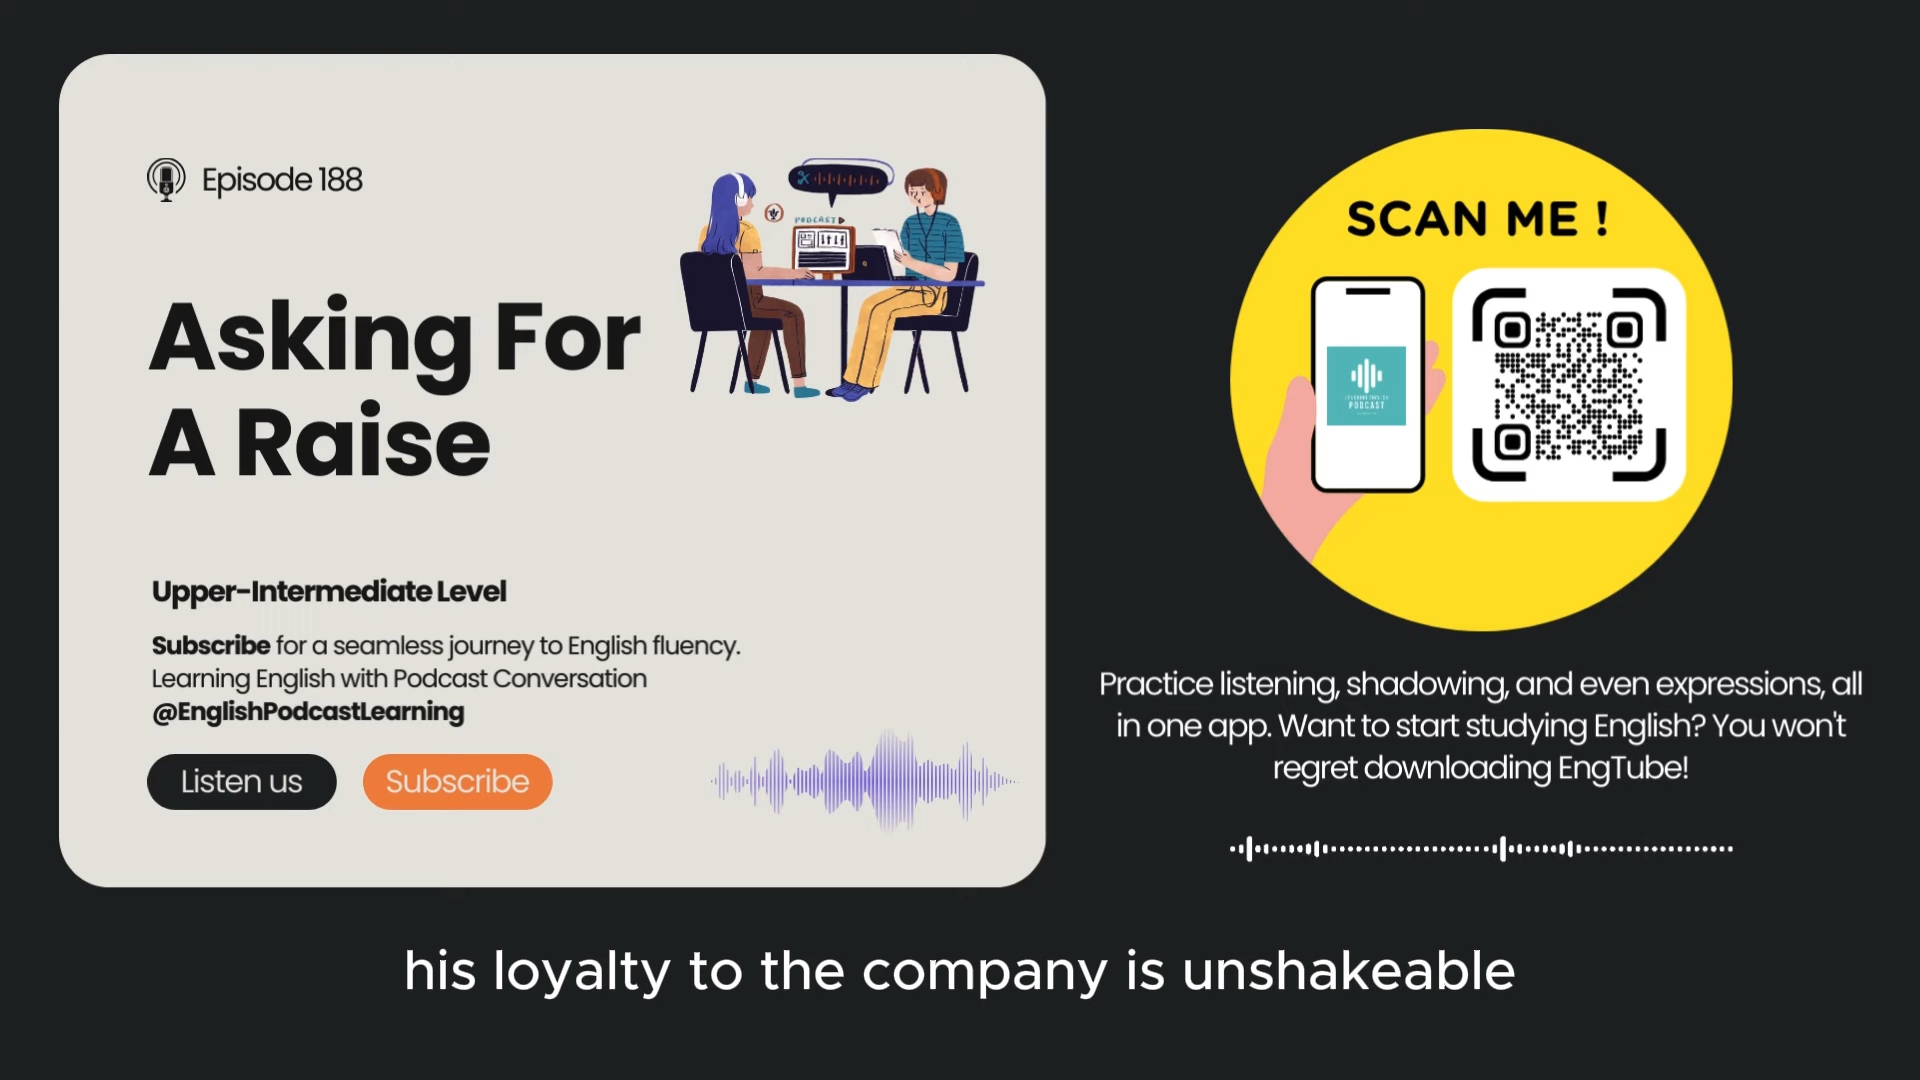 Episode 188
PODCAST
Asking For
A Raise
Upper-Intermediate Level
Subscribe for a seamless journey to English fluency.
Learning English with Podcast Conversation
@EnglishPodcastLearning
Listen us
Subscribe
SCAN ME !
PODCAST
Practice listening, shadowing, and even expressions, all
in one app. Want to start studying English? You won't
regret downloading EngTube!
his loyalty to the company is unshakeable